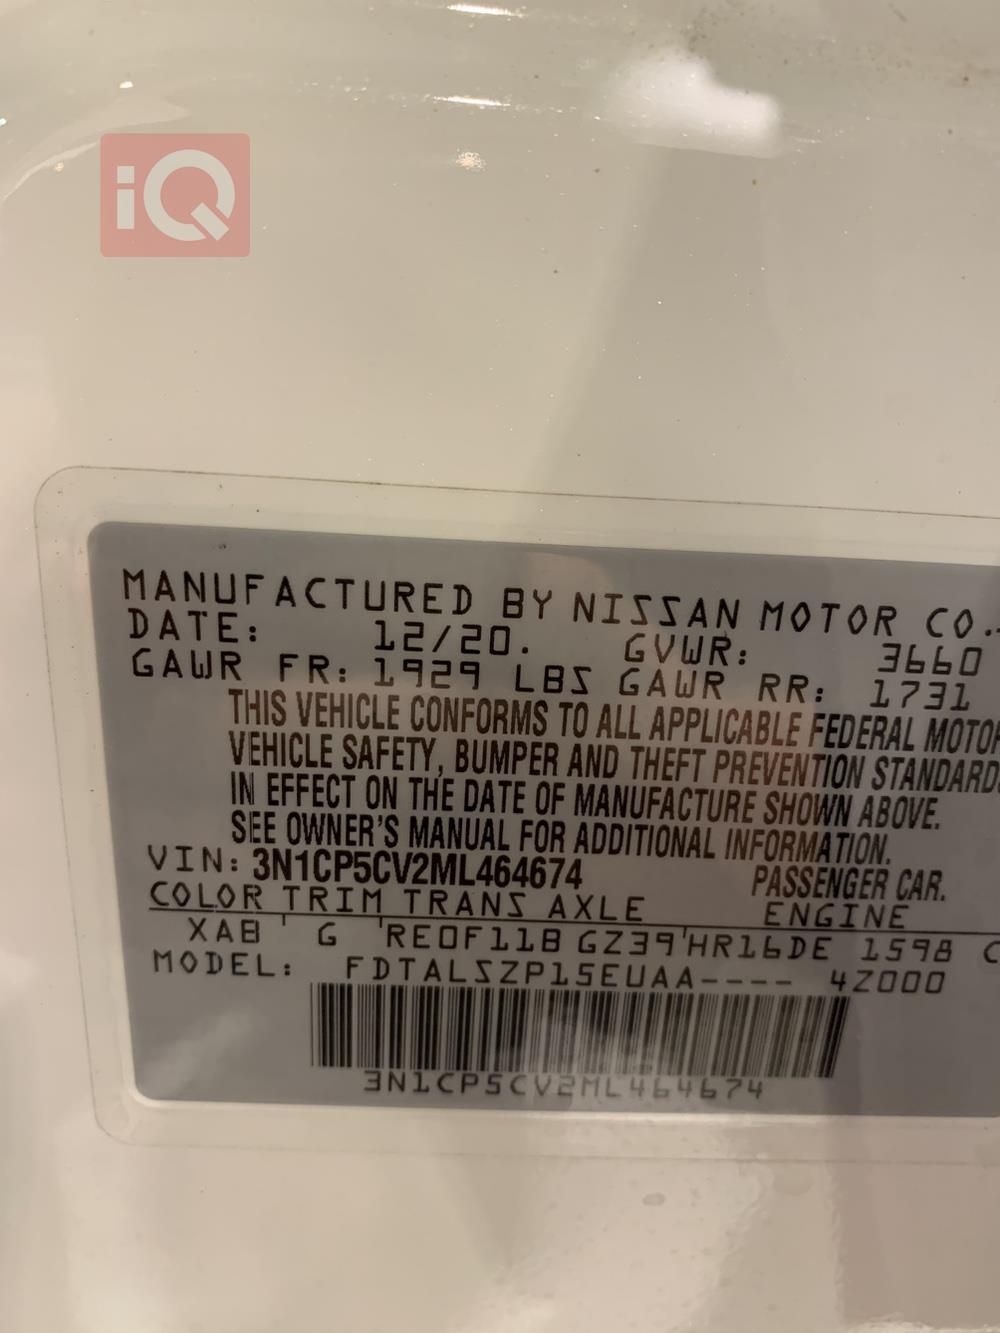 iQ
MANUFACTURED BY NISSAN MOTOR CO.
DATE: 12/20. GVWR: 3660
GAWR FR: 1929 LBS GAWR RR: 1731
THIS VEHICLE CONFORMS TO ALL APPLICABLE FEDERAL MOTOR
VEHICLE SAFETY, BUMPER AND THEFT PREVENTION STANDARDS
IN EFFECT ON THE DATE OF MANUFACTURE SHOWN ABOVE.
SEE OWNER'S MANUAL FOR ADDITIONAL INFORMATION.
VIN: 3N1CP5CV2ML464674 PASSENGER CAR.
COLOR TRIM TRANS AXLE ENGINE
XAB ' G 'RE0F11B GZ39'HR16DE 1598 C
MODEL: FDTALSZP15EUAA---- 4Z000
3N1CP5CV2ML464674